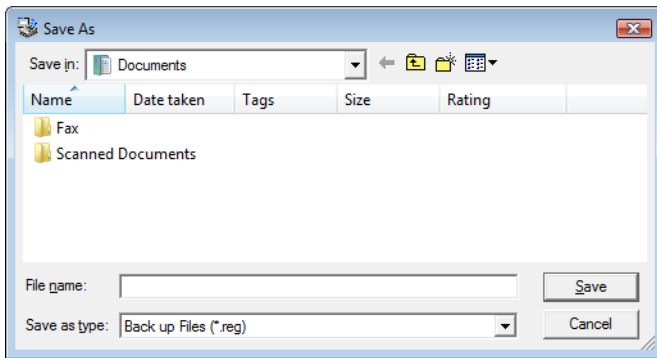 Save As
Save in: Documents
Name Date taken Tags Size Rating
Fax
Scanned Documents
File name: Save
Save as type: Back up Files (*.reg) Cancel